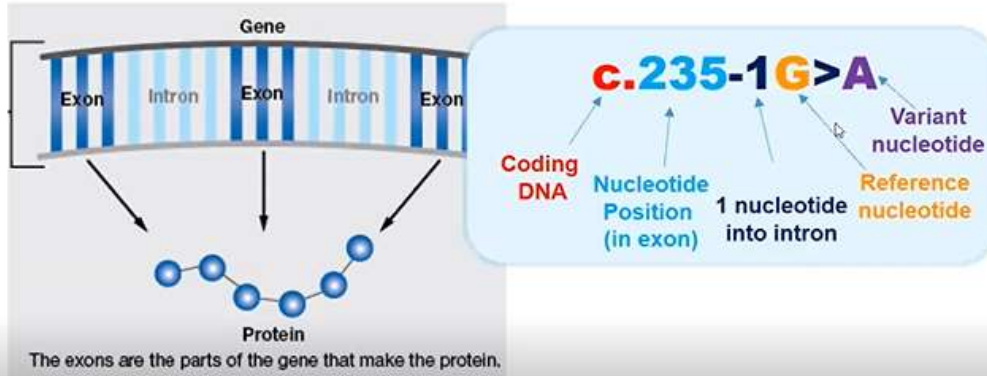 Gene
Exon
Intron
Exon
Intron
Exon
Protein
The exons are the parts of the gene that make the protein.
c.235-1G>A
Coding
DNA
Nucleotide
Position
(in exon)
1 nucleotide
into intron
Reference
nucleotide
Variant
nucleotide